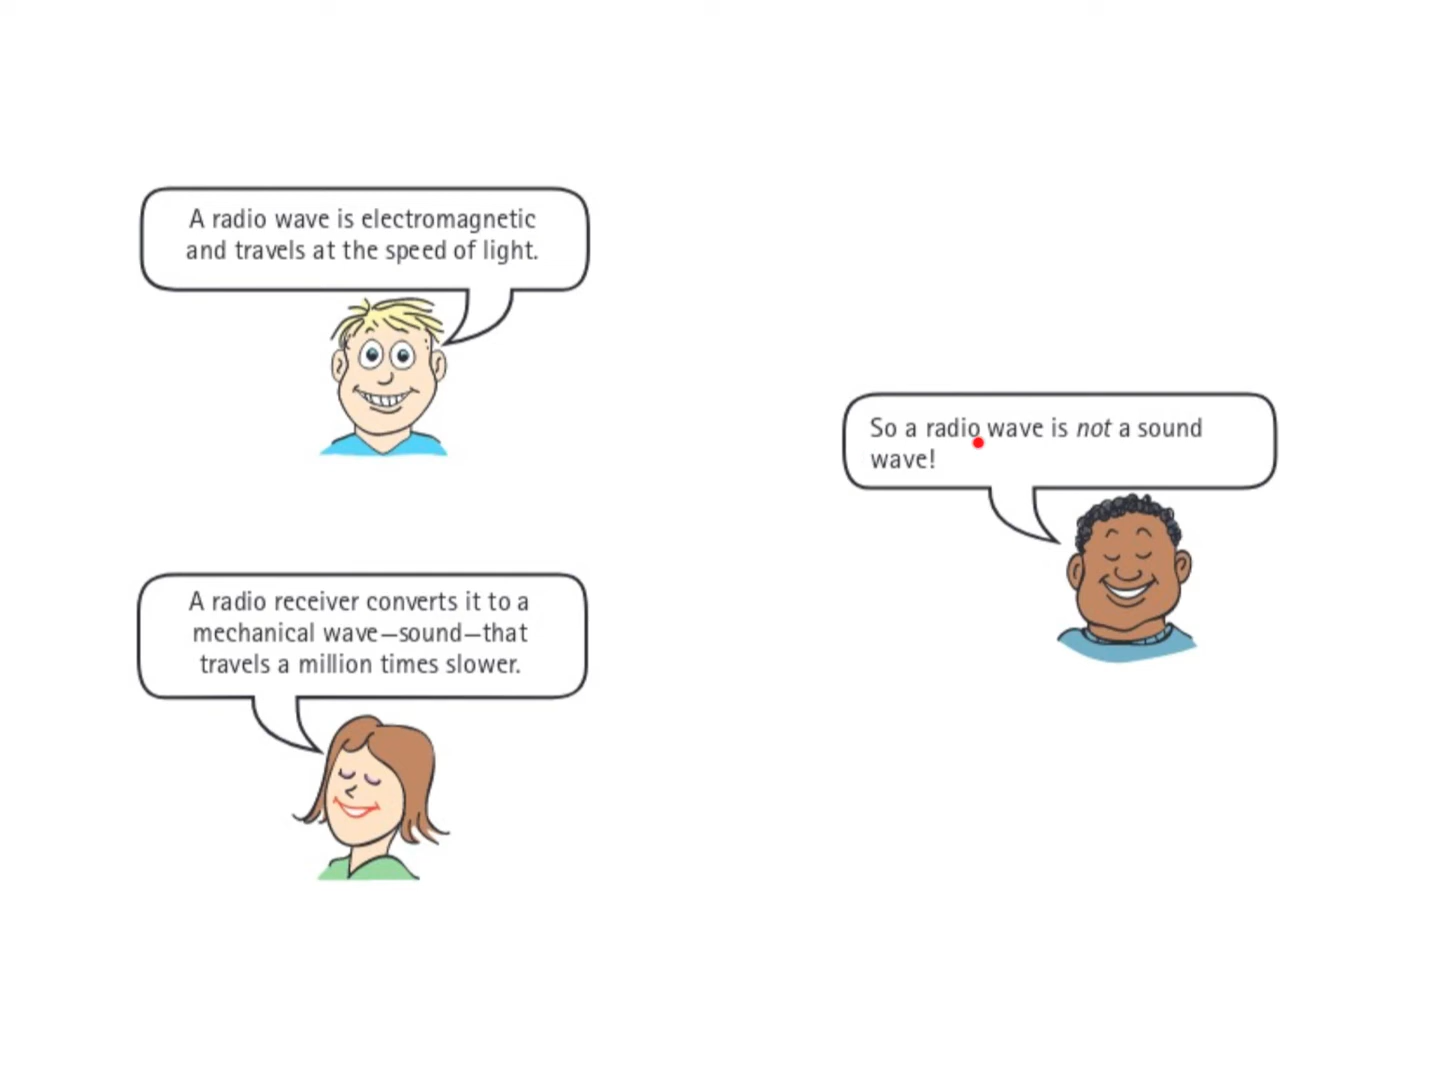 A radio wave is electromagnetic
and travels at the speed of light.
So a radio wave is not a sound
wave!
A radio receiver converts it to a
mechanical wave—sound—that
travels a million times slower.